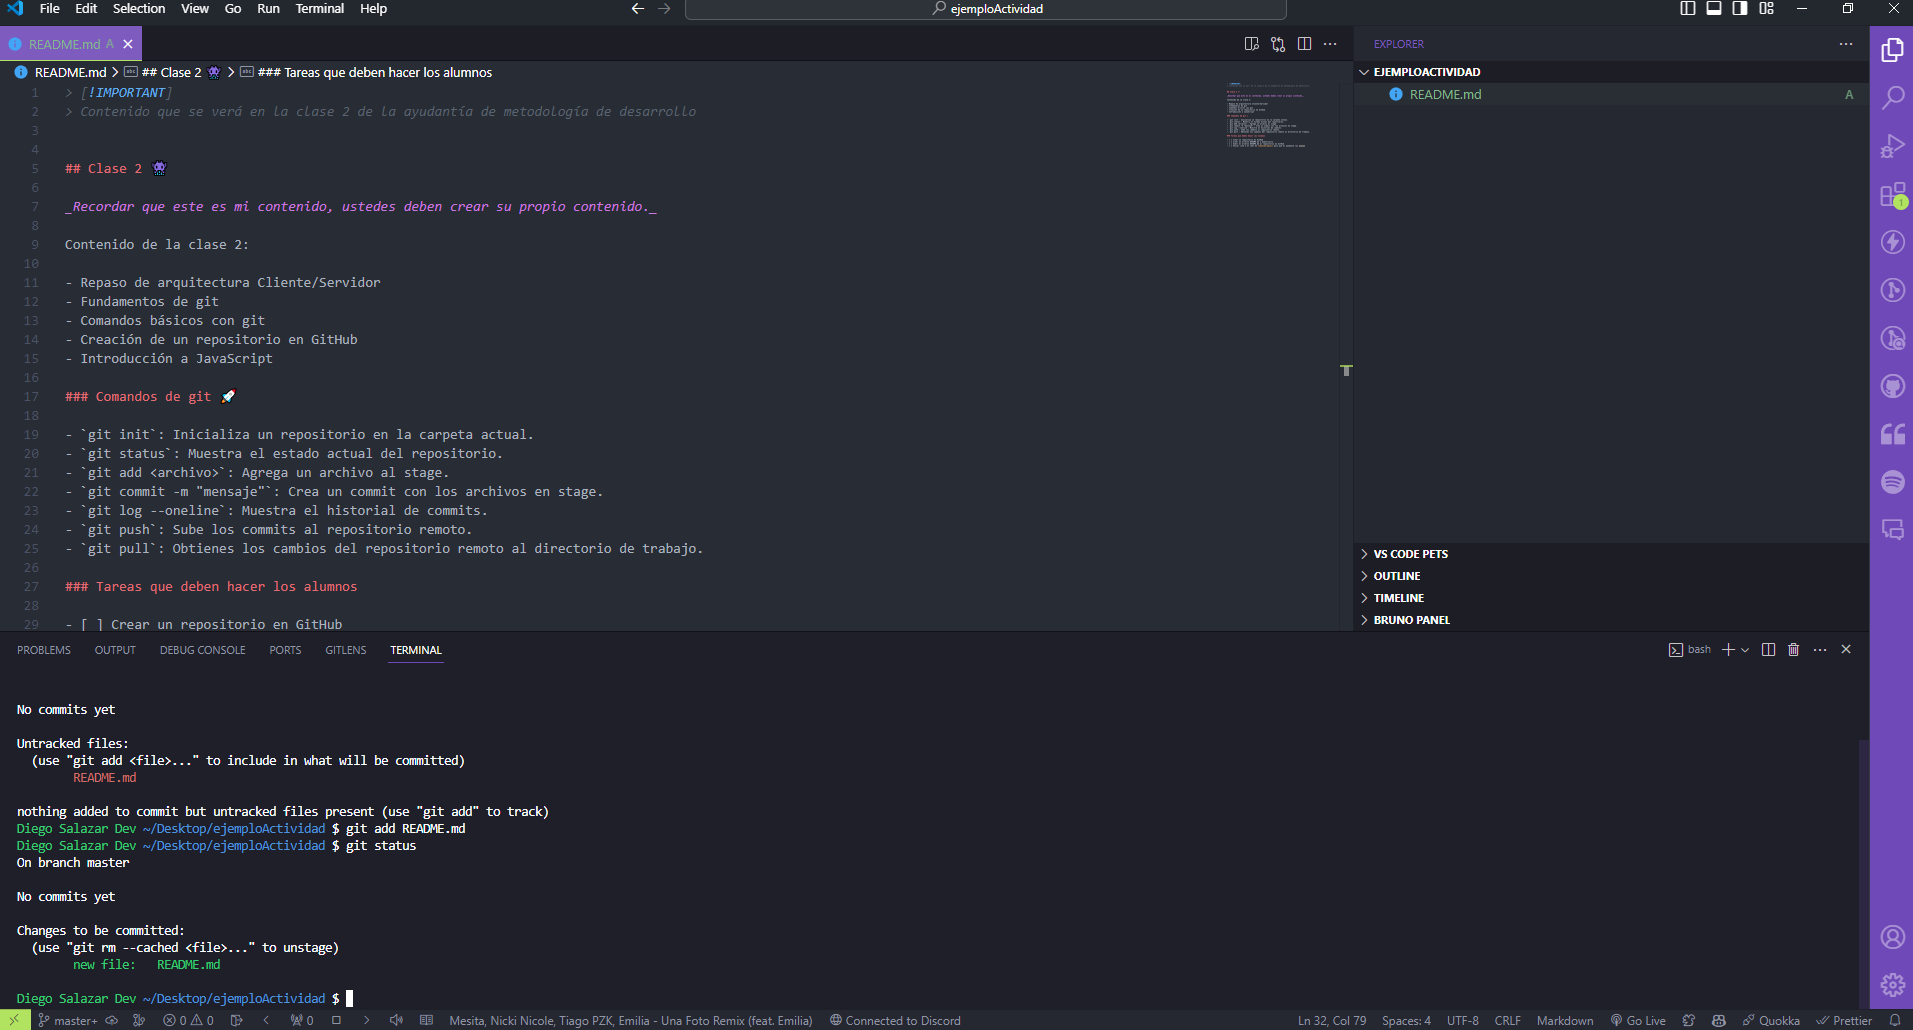 File Edit Selection View Go Run Terminal Help
ejemploActividad
README.md A
EXPLORER
README.md > ## Clase 2 👾 > ### Tareas que deben hacer los alumnos
EJEMPLOACTIVIDAD
README.md A
1 > [!IMPORTANT]
2 > Contenido que se verá en la clase 2 de la ayudantía de metodología de desarrollo
3
4
5 ## Clase 2 👾
6
7 _Recordar que este es mi contenido, ustedes deben crear su propio contenido._
8
9 Contenido de la clase 2:
10
11 - Repaso de arquitectura Cliente/Servidor
12 - Fundamentos de git
13 - Comandos básicos con git
14 - Creación de un repositorio en GitHub
15 - Introducción a JavaScript
16
17 ### Comandos de git 🚀
18
19 - `git init`: Inicializa un repositorio en la carpeta actual.
20 - `git status`: Muestra el estado actual del repositorio.
21 - `git add <archivo>`: Agrega un archivo al stage.
22 - `git commit -m "mensaje"`: Crea un commit con los archivos en stage.
23 - `git log --oneline`: Muestra el historial de commits.
24 - `git push`: Sube los commits al repositorio remoto.
25 - `git pull`: Obtienes los cambios del repositorio remoto al directorio de trabajo.
26
27 ### Tareas que deben hacer los alumnos
28
29 - [ ] Crear un repositorio en GitHub
VS CODE PETS
OUTLINE
TIMELINE
BRUNO PANEL
1
PROBLEMS OUTPUT DEBUG CONSOLE PORTS GITLENS TERMINAL
bash
No commits yet
Untracked files:
(use "git add <file>..." to include in what will be committed)
README.md
nothing added to commit but untracked files present (use "git add" to track)
Diego Salazar Dev ~/Desktop/ejemploActividad $ git add README.md
Diego Salazar Dev ~/Desktop/ejemploActividad $ git status
On branch master
No commits yet
Changes to be committed:
(use "git rm --cached <file>..." to unstage)
new file: README.md
Diego Salazar Dev ~/Desktop/ejemploActividad $
master+ 0 0 0 Mesita, Nicki Nicole, Tiago PZK, Emilia - Una Foto Remix (feat. Emilia) Connected to Discord Ln 32, Col 79 Spaces: 4 UTF-8 CRLF Markdown Go Live Quokka Prettier